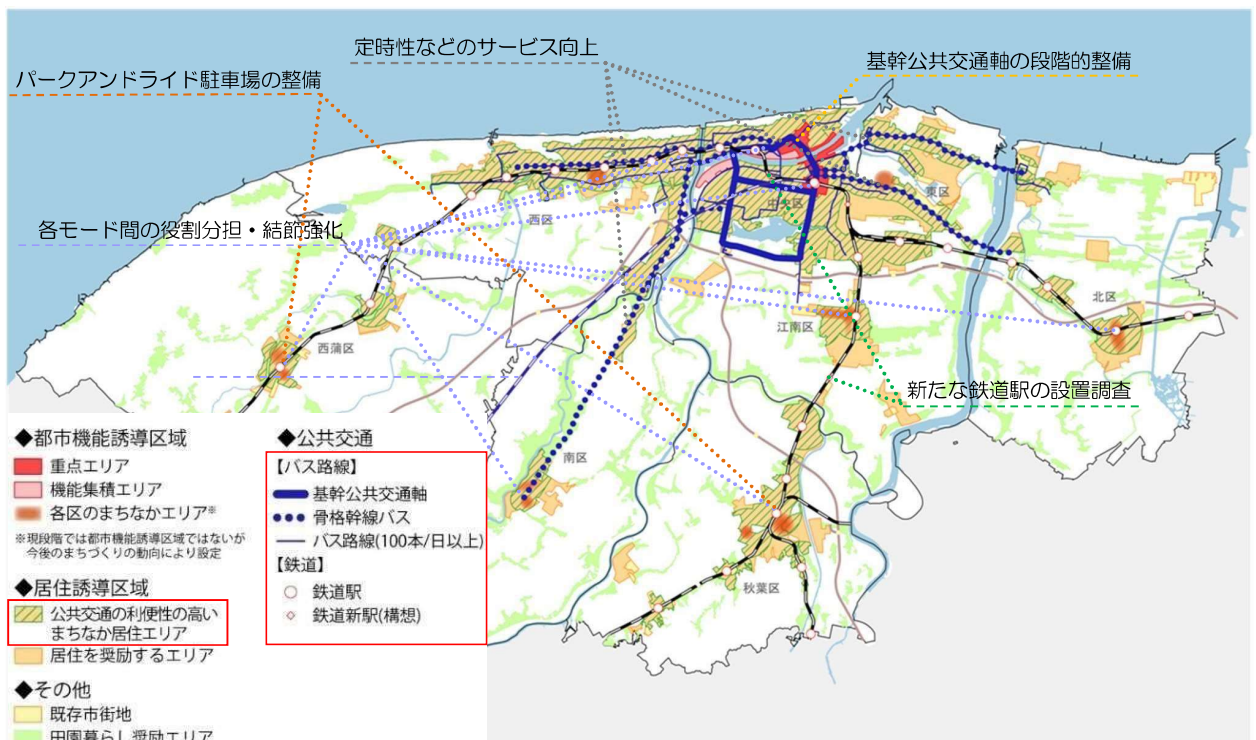 定時性などのサービス向上
基幹公共交通軸の段階的整備
パークアンドライド駐車場の整備
各モード間の役割分担・結節強化
西区
中央区
東区
北区
江南区
西蒲区
新たな鉄道駅の設置調査
南区
秋葉区
◆都市機能誘導区域
重点エリア
機能集積エリア
各区のまちなかエリア※
※現段階では都市機能誘導区域ではないが
今後のまちづくりの動向により設定
◆居住誘導区域
公共交通の利便性の高い
まちなか居住エリア
居住を奨励するエリア
◆その他
既存市街地
田園暮らし奨励エリア
◆公共交通
【バス路線】
基幹公共交通軸
骨格幹線バス
バス路線(100本/日以上)
【鉄道】
鉄道駅
鉄道新駅(構想)